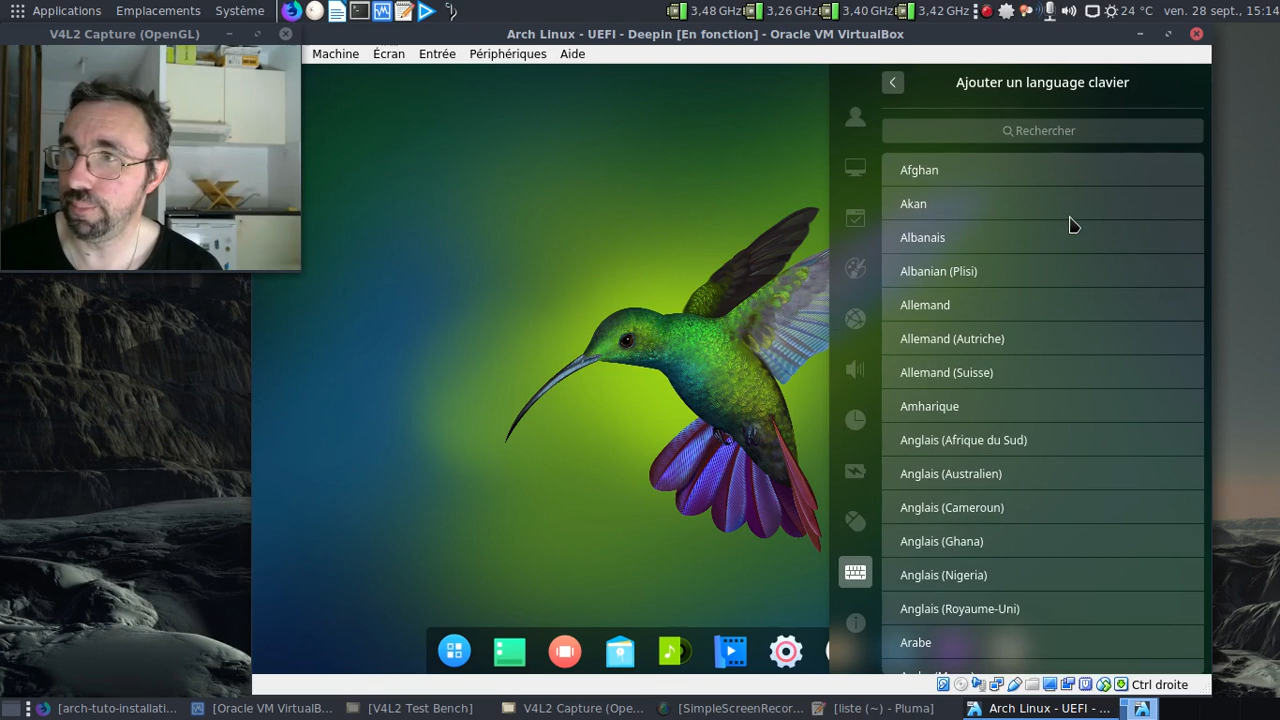 Applications Emplacements Système 3,48 GHz 3,26 GHz 3,40 GHz 3,42 GHz 24 °C ven. 28 sept., 15:14
V4L2 Capture (OpenGL)
Arch Linux - UEFI - Deepin [En fonction] - Oracle VM VirtualBox
Machine Écran Entrée Périphériques Aide
Ajouter un language clavier
Rechercher
Afghan
Akan
Albanais
Albanian (Plisi)
Allemand
Allemand (Autriche)
Allemand (Suisse)
Amharique
Anglais (Afrique du Sud)
Anglais (Australien)
Anglais (Cameroun)
Anglais (Ghana)
Anglais (Nigeria)
Anglais (Royaume-Uni)
Arabe
Ctrl droite
[arch-tuto-installati... [Oracle VM VirtualB... [V4L2 Test Bench] V4L2 Capture (Ope... [SimpleScreenRecor... [liste (~) - Pluma] Arch Linux - UEFI - ...